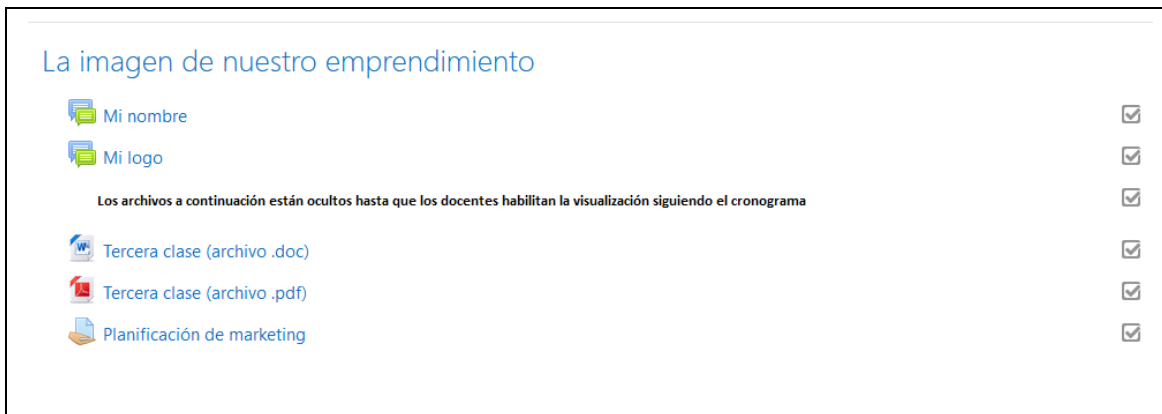 La imagen de nuestro emprendimiento
Mi nombre
Mi logo
Los archivos a continuación están ocultos hasta que los docentes habilitan la visualización siguiendo el cronograma
Tercera clase (archivo .doc)
Tercera clase (archivo .pdf)
Planificación de marketing